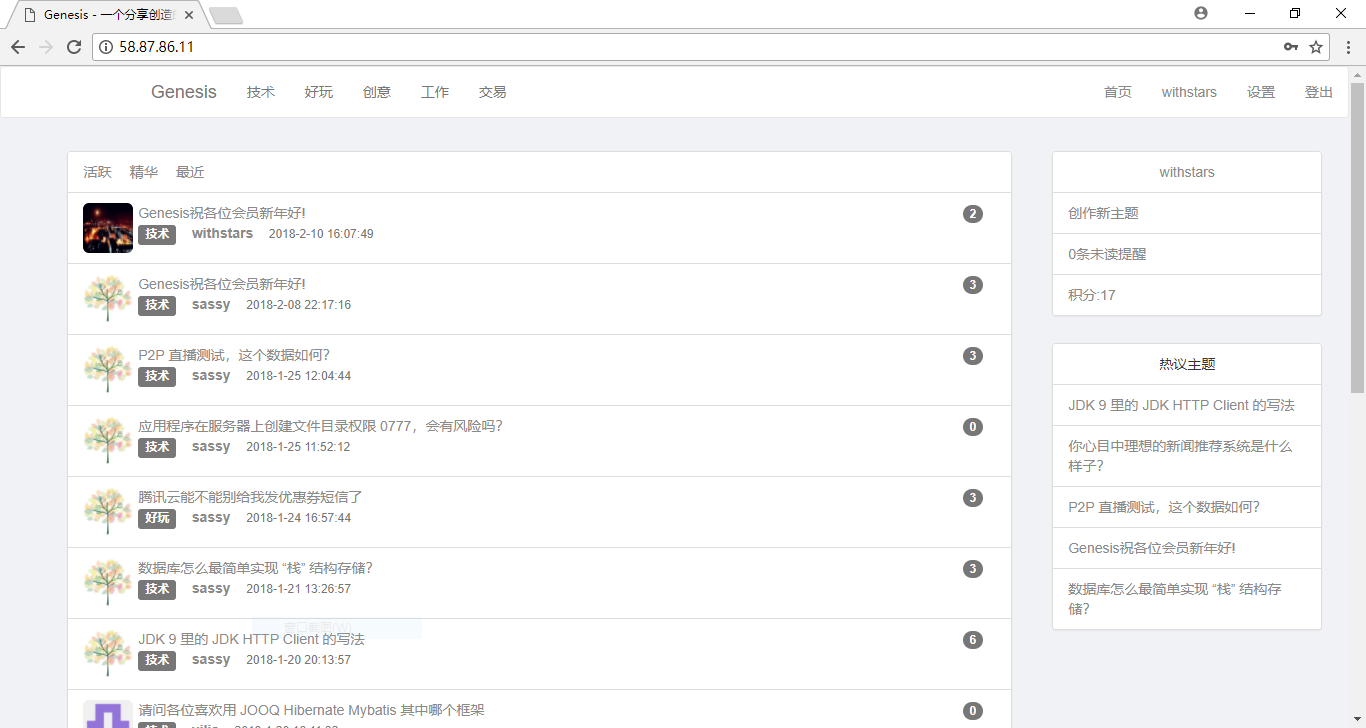 Genesis - 一个分享创造
58.87.86.11
Genesis 技术 好玩 创意 工作 交易 首页 withstars 设置 登出
活跃 精华 最近
Genesis祝各位会员新年好!
2
技术 withstars 2018-2-10 16:07:49
Genesis祝各位会员新年好!
3
技术 sassy 2018-2-08 22:17:16
P2P 直播测试，这个数据如何?
3
技术 sassy 2018-1-25 12:04:44
应用程序在服务器上创建文件目录权限 0777，会有风险吗?
0
技术 sassy 2018-1-25 11:52:12
腾讯云能不能别给我发优惠券短信了
3
好玩 sassy 2018-1-24 16:57:44
数据库怎么最简单实现 “栈” 结构存储?
3
技术 sassy 2018-1-21 13:26:57
窗口截图(W)
JDK 9 里的 JDK HTTP Client 的写法
6
技术 sassy 2018-1-20 20:13:57
请问各位喜欢用 JOOQ Hibernate Mybatis 其中哪个框架
0
withstars
创作新主题
0条未读提醒
积分:17
热议主题
JDK 9 里的 JDK HTTP Client 的写法
你心目中理想的新闻推荐系统是什么
样子?
P2P 直播测试，这个数据如何?
Genesis祝各位会员新年好!
数据库怎么最简单实现 “栈” 结构存
储?